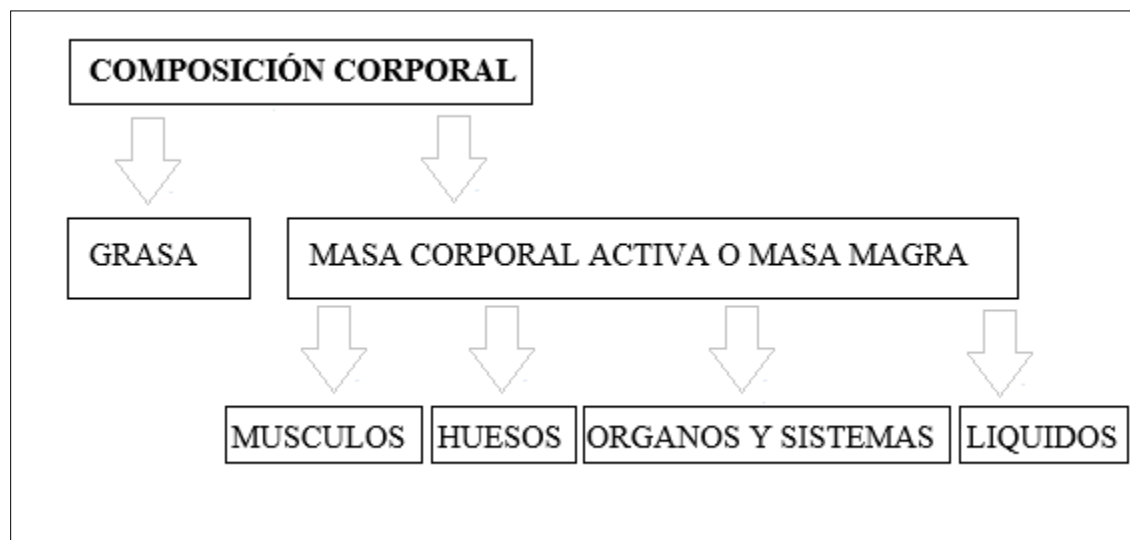 COMPOSICIÓN CORPORAL
GRASA
MASA CORPORAL ACTIVA O MASA MAGRA
MUSCULOS
HUESOS
ORGANOS Y SISTEMAS
LIQUIDOS